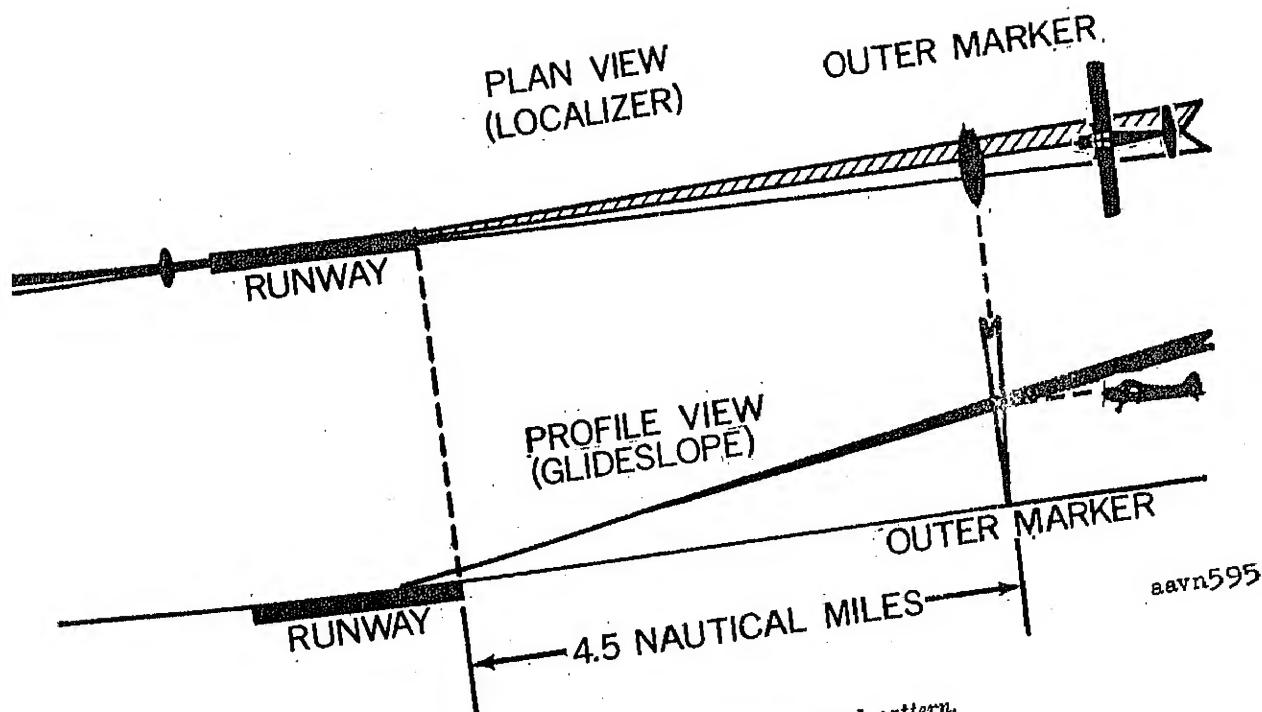 PLAN VIEW
(LOCALIZER)
OUTER MARKER
RUNWAY
PROFILE VIEW
(GLIDESLOPE)
OUTER MARKER
RUNWAY
4.5 NAUTICAL MILES
aavn595